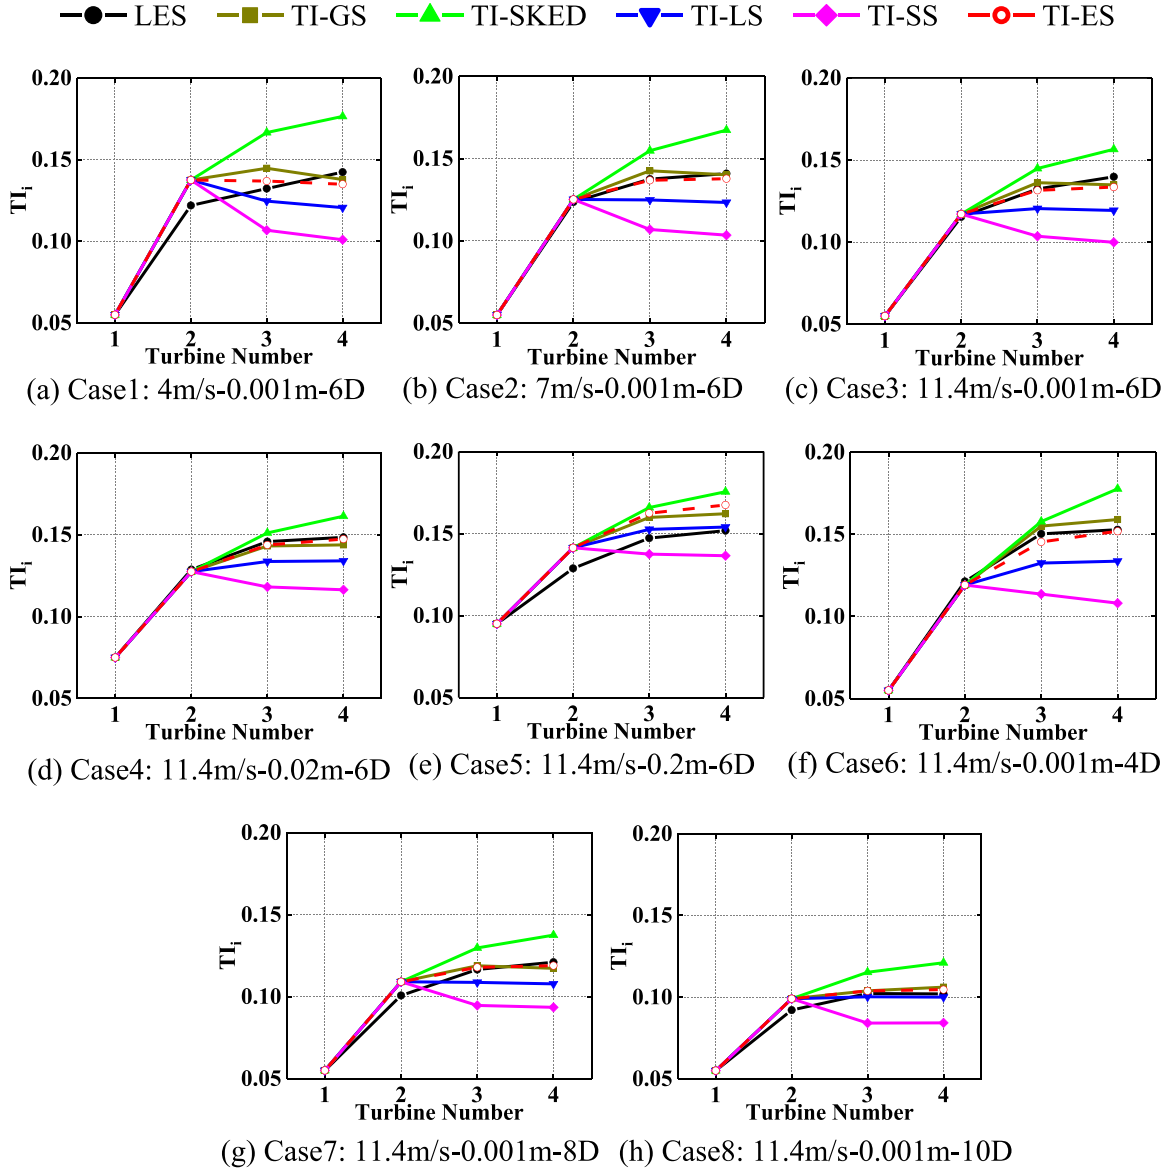 LES TI-GS TI-SKED TI-LS TI-SS TI-ES
0.20 0.20 0.20
0.15 0.15 0.15
TIi TIi TIi
0.10 0.10 0.10
0.05 0.05 0.05
1 2 3 4 1 2 3 4 1 2 3 4
Turbine Number Turbine Number Turbine Number
(a) Case1: 4m/s-0.001m-6D (b) Case2: 7m/s-0.001m-6D (c) Case3: 11.4m/s-0.001m-6D
0.20 0.20 0.20
0.15 0.15 0.15
TIi TIi TIi
0.10 0.10 0.10
0.05 0.05 0.05
1 2 3 4 1 2 3 4 1 2 3 4
Turbine Number Turbine Number Turbine Number
(d) Case4: 11.4m/s-0.02m-6D (e) Case5: 11.4m/s-0.2m-6D (f) Case6: 11.4m/s-0.001m-4D
0.20 0.20
0.15 0.15
TIi TIi
0.10 0.10
0.05 0.05
1 2 3 4 1 2 3 4
Turbine Number Turbine Number
(g) Case7: 11.4m/s-0.001m-8D (h) Case8: 11.4m/s-0.001m-10D